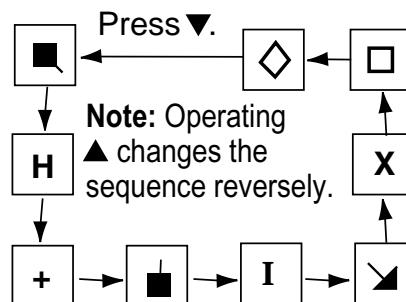 Press ▼.
Note: Operating
▲ changes the
sequence reversely.
H
X
+
I